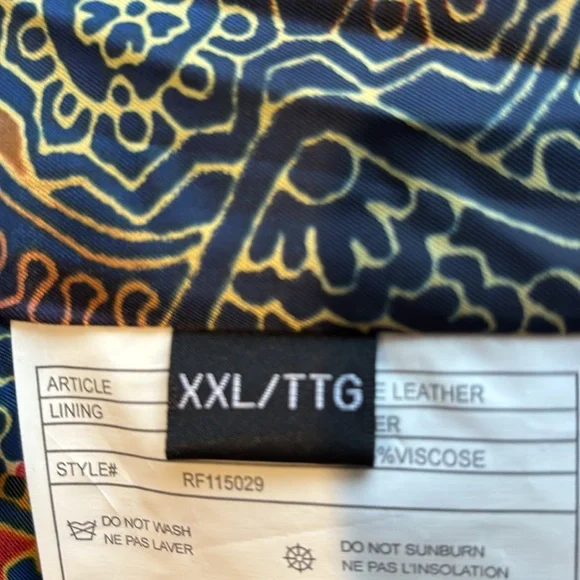 XXL/TTG
ARTICLE LEATHER
LINING
%VISCOSE
STYLE# RF115029
DO NOT WASH
NE PAS LAVER
DO NOT SUNBURN
NE PAS L'INSOLATION